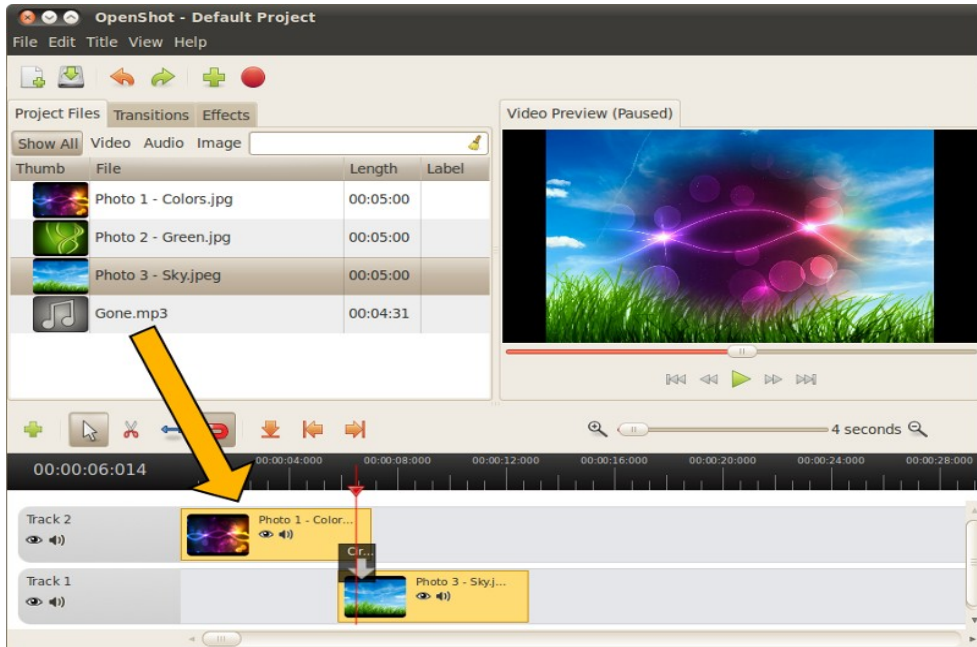 OpenShot - Default Project
File Edit Title View Help
Project Files Transitions Effects
Video Preview (Paused)
Show All Video Audio Image
Thumb File Length Label
Photo 1 - Colors.jpg 00:05:00
Photo 2 - Green.jpg 00:05:00
Photo 3 - Sky.jpeg 00:05:00
Gone.mp3 00:04:31
4 seconds
00:00:06:014
00:00:04:000 00:00:08:000 00:00:12:000 00:00:16:000 00:00:20:000 00:00:24:000 00:00:28:000
Track 2
Photo 1 - Color...
Cir...
Track 1
Photo 3 - Sky.j...